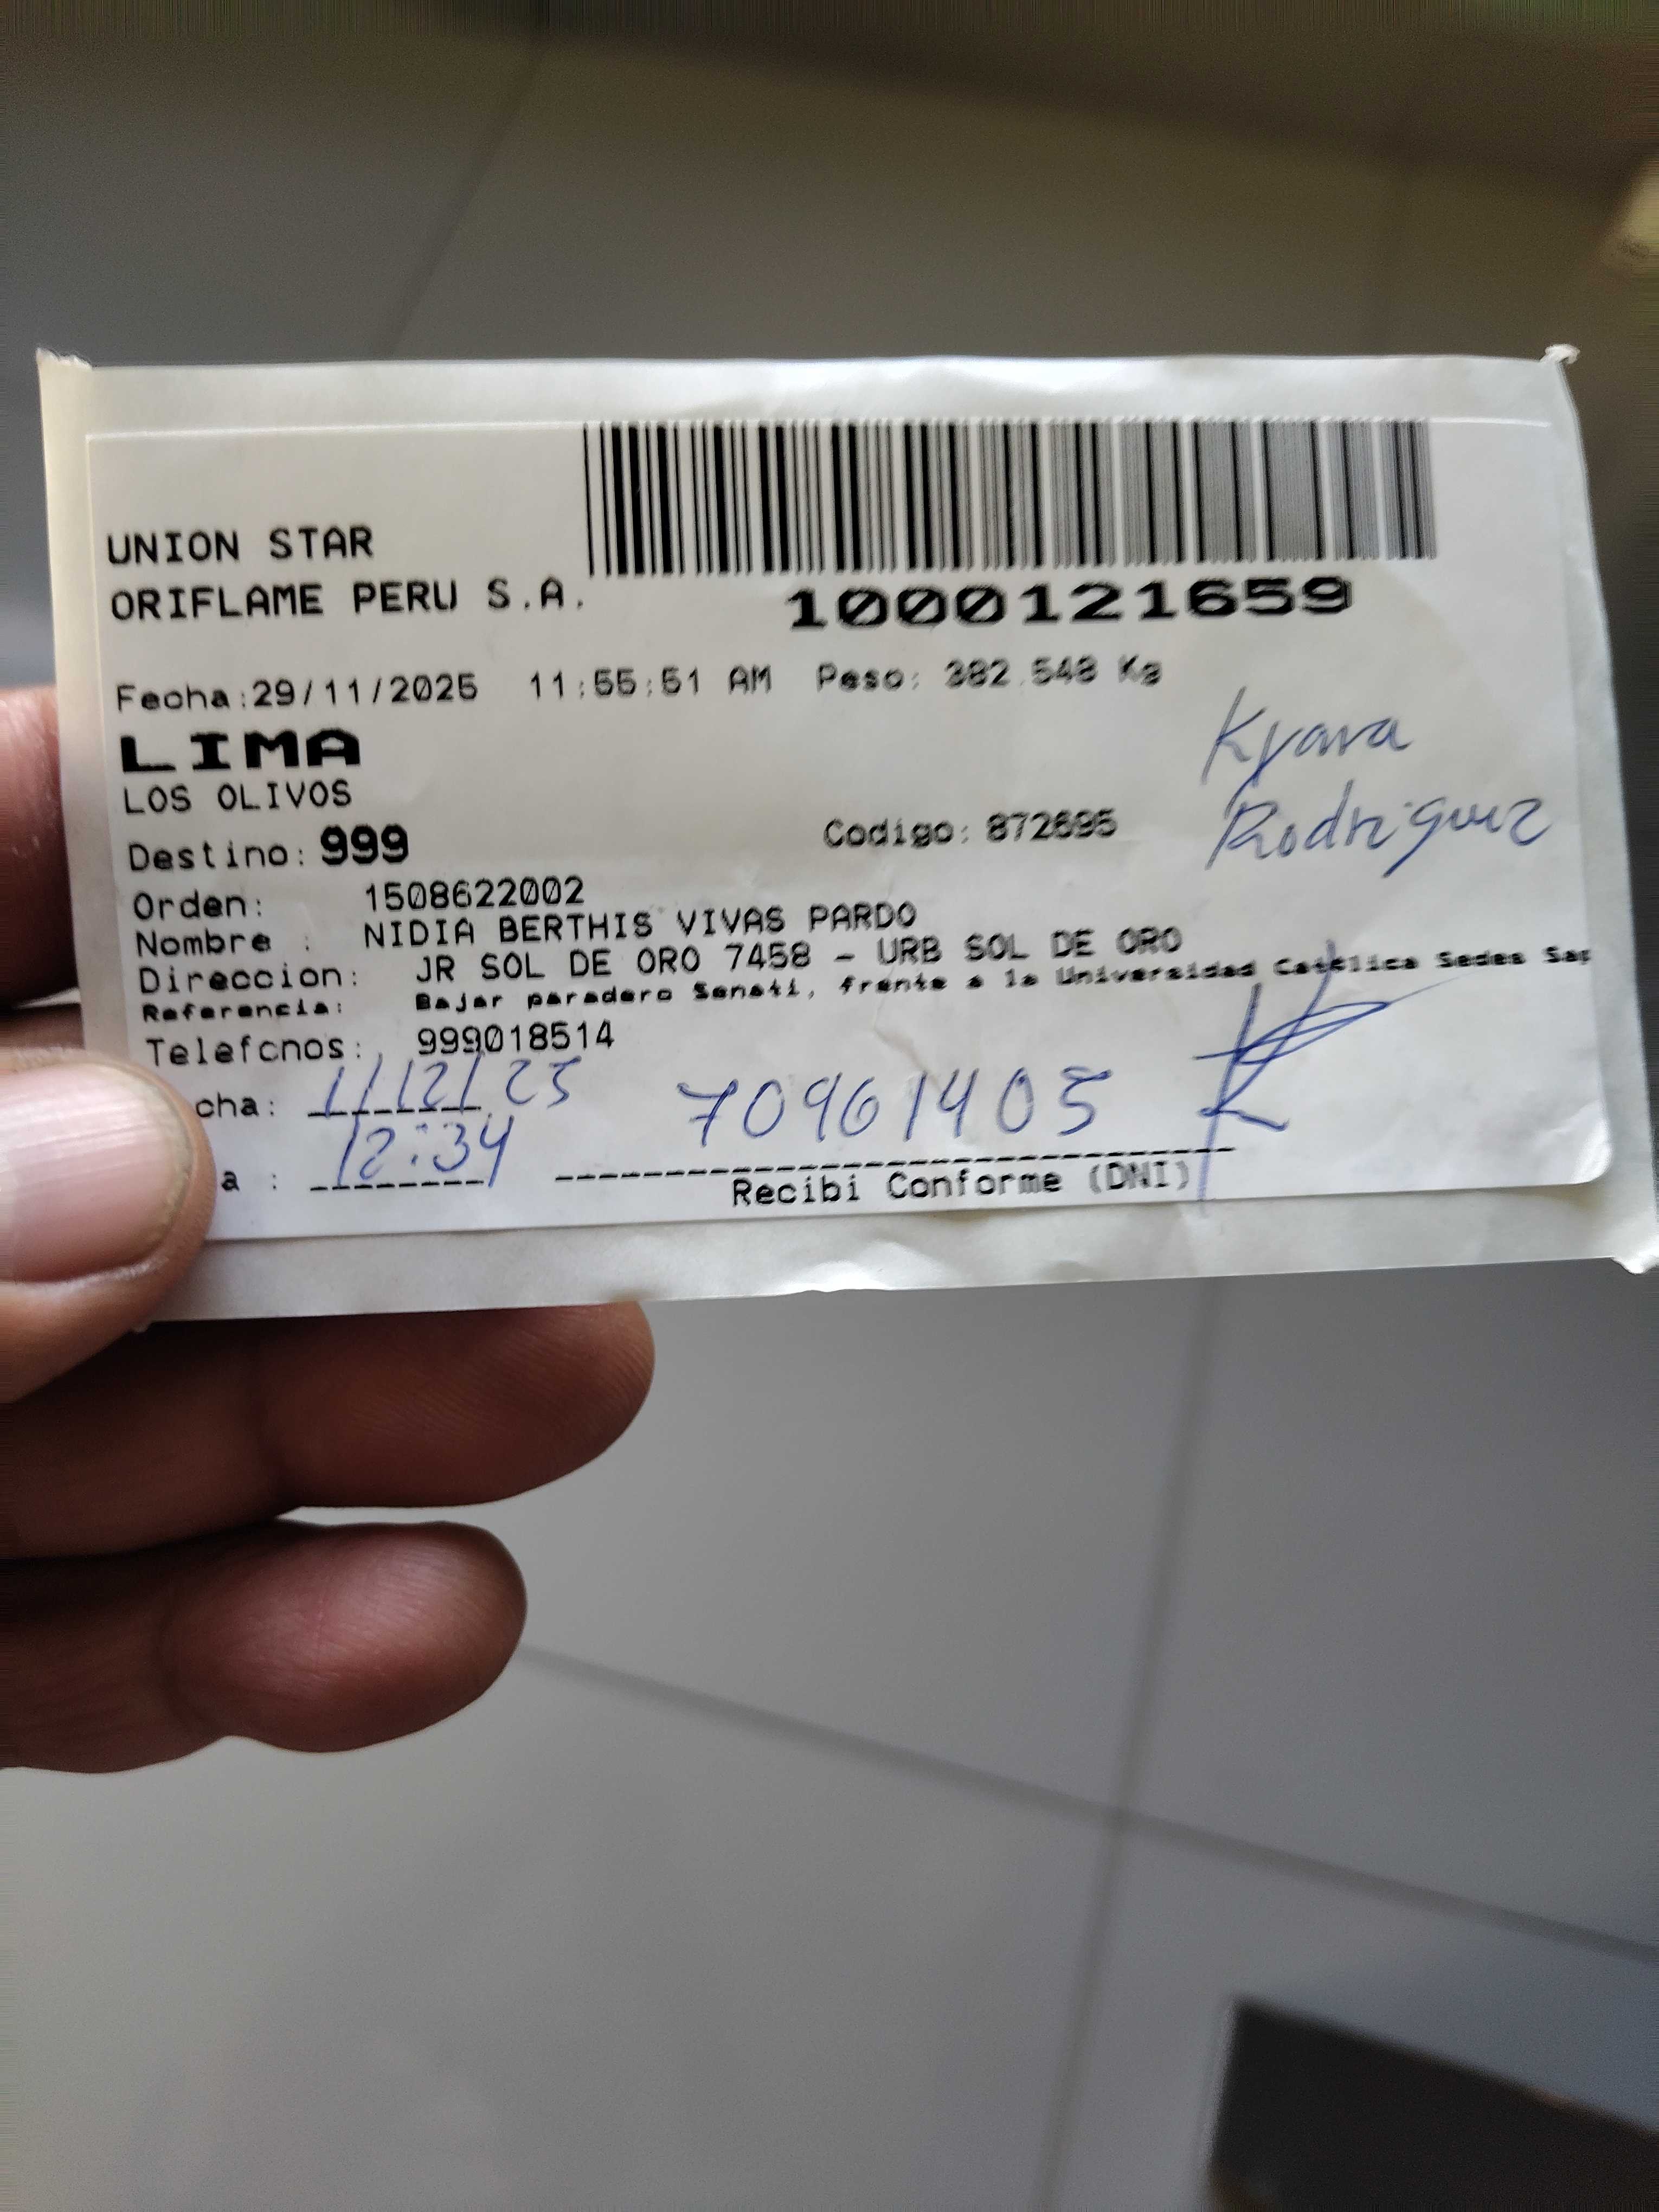 UNION STAR
ORIFLAME PERU S.A.
1000121659
Fecha:29/11/2025 11:55:51 AM Peso: 382.548 Kg
LIMA
LOS OLIVOS
Kyara
Rodriguez
Destino: 999
Codigo: 872695
Orden: 1508622002
Nombre : NIDIA BERTHIS VIVAS PARDO
Direccion: JR SOL DE ORO 7458 - URB SOL DE ORO
Referencia: Bajar paradero Senati, frente a la Universidad Católica Sedes Sap
Telefonos: 999018514
cha: 1/12/25
70961405
a : 12:34
Recibi Conforme (DNI)